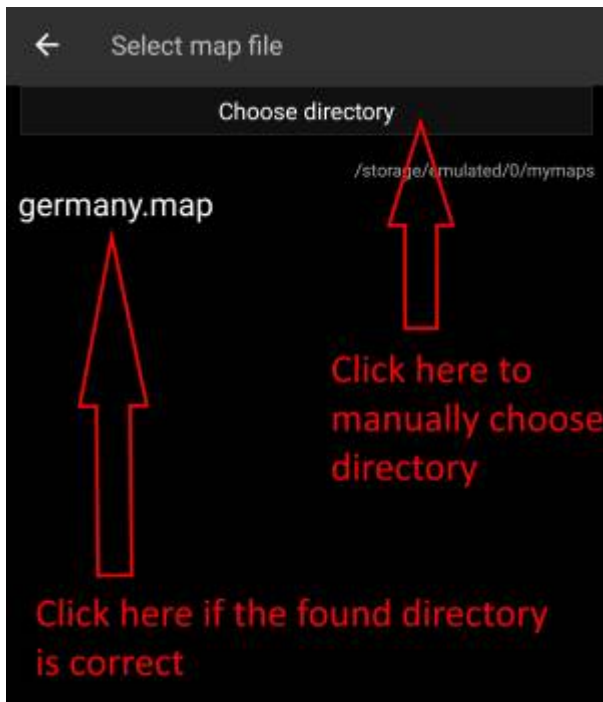 Select map file
Choose directory
/storage/emulated/0/mymaps
germany.map
Click here to
manually choose
directory
Click here if the found directory
is correct